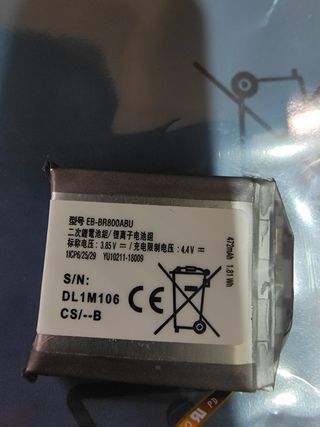 型号 EB-BR800ABU
二次鋰電池組/ 锂离子电池组
标称电压：3.85V ⎓ /充电限制电压：4.4V ⎓
1ICP6/25/29 YU10211-18009
472mAh 1.81 Wh
S/N:
DL1M106
CS/--B
CE
PD